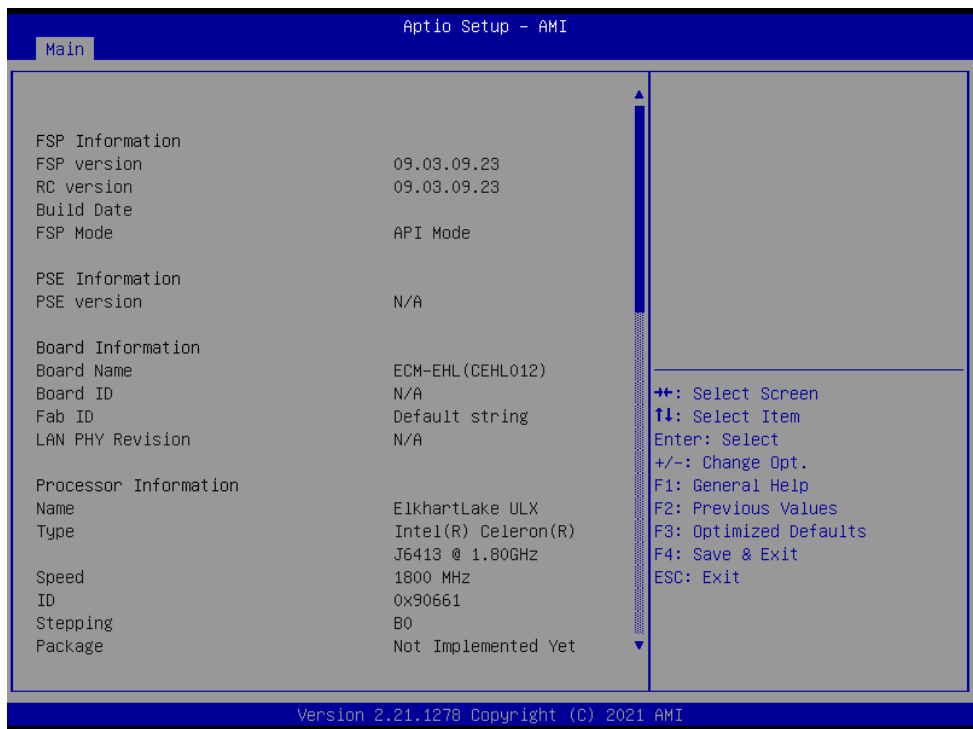 Aptio Setup - AMI
Main
FSP Information
FSP version 09.03.09.23
RC version 09.03.09.23
Build Date
FSP Mode API Mode
PSE Information
PSE version N/A
Board Information
Board Name ECM-EHL(CEHL012)
Board ID N/A
Fab ID Default string
LAN PHY Revision N/A
Processor Information
Name ElkhartLake ULX
Type Intel(R) Celeron(R)
J6413 @ 1.80GHz
Speed 1800 MHz
ID 0x90661
Stepping B0
Package Not Implemented Yet
→←: Select Screen
↑↓: Select Item
Enter: Select
+/-: Change Opt.
F1: General Help
F2: Previous Values
F3: Optimized Defaults
F4: Save & Exit
ESC: Exit
Version 2.21.1278 Copyright (C) 2021 AMI